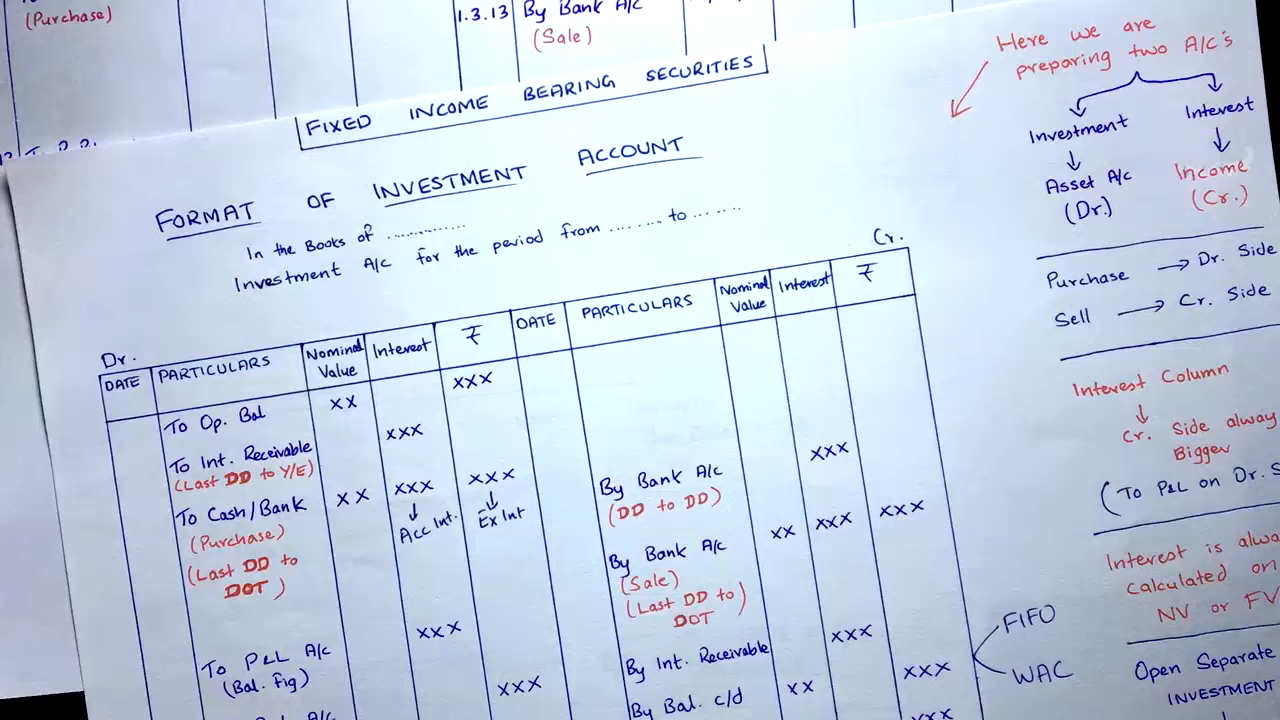 (Purchase)
1.3.13 By Bank A/c
(Sale)
FIXED INCOME BEARING SECURITIES
FORMAT OF INVESTMENT ACCOUNT
In the Books of ..............
Investment A/c for the period from ........ to .......
Dr.
Cr.
DATE PARTICULARS Nominal Value Interest ₹ DATE PARTICULARS Nominal Value Interest ₹
To Op. Bal xx xxx
To Int. Receivable xxx
(Last DD to Y/E)
To Cash/Bank xx xxx xxx
(Purchase) ↓ Acc Int. ↓ Ex Int
(Last DD to
DOT)
To P&L A/c xxx
(Bal. Fig)
xxx
By Bank A/c xxx
(DD to DD)
By Bank A/c xx xxx xxx
(Sale)
(Last DD to
DOT)
By Int. Receivable xxx
By Bal. c/d xx xxx
xxx
FIFO
WAC
Here we are
preparing two A/c's
Investment Interest
↓ ↓
Asset A/c Income
(Dr.) (Cr.)
Purchase → Dr. Side
Sell → Cr. Side
Interest Column
↓
Cr. Side alway
Bigger
(To P&L on Dr. S
Interest is alwa
calculated on
NV or FV
Open Separate
INVESTMENT